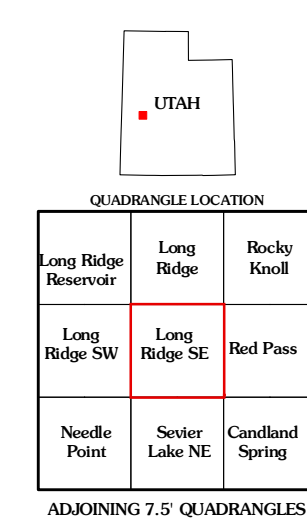 UTAH
QUADRANGLE LOCATION
Long Ridge
Reservoir
Long
Ridge
Rocky
Knoll
Long
Ridge SW
Long
Ridge SE
Red Pass
Needle
Point
Sevier
Lake NE
Candland
Spring
ADJOINING 7.5' QUADRANGLES